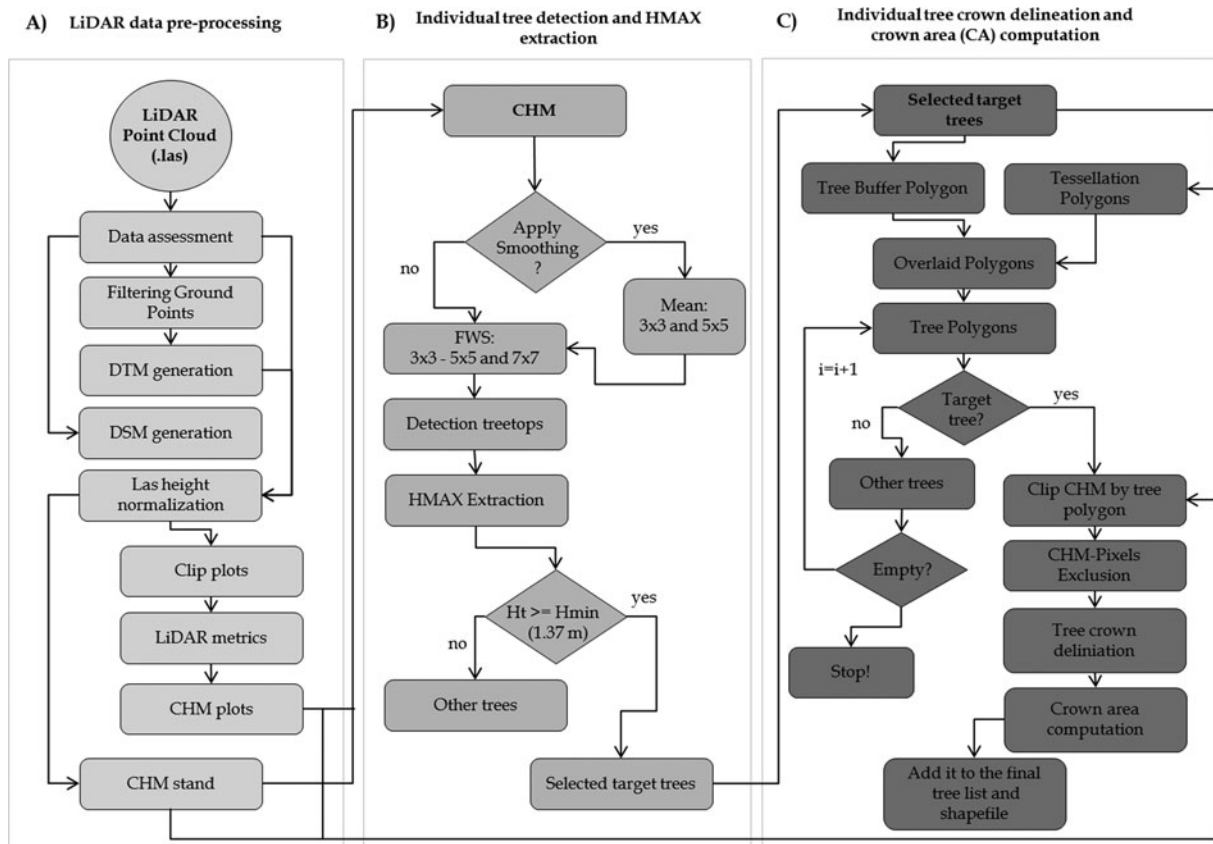 A) LiDAR data pre-processing
LiDAR
Point Cloud
(.las)
Data assessment
Filtering Ground
Points
DTM generation
DSM generation
Las height
normalization
Clip plots
LiDAR metrics
CHM plots
CHM stand
B) Individual tree detection and HMAX
extraction
CHM
Apply
Smoothing
?
yes
no
Mean:
3x3 and 5x5
FWS:
3x3 - 5x5 and 7x7
Detection treetops
HMAX Extraction
Ht >= Hmin
(1.37 m)
yes
no
Other trees
Selected target trees
C) Individual tree crown delineation and
crown area (CA) computation
Selected target
trees
Tree Buffer Polygon
Tessellation
Polygons
Overlaid Polygons
Tree Polygons
i=i+1
Target
tree?
yes
no
Other trees
Clip CHM by tree
polygon
Empty?
CHM-Pixels
Exclusion
Tree crown
deliniation
Stop!
Crown area
computation
Add it to the final
tree list and
shapefile